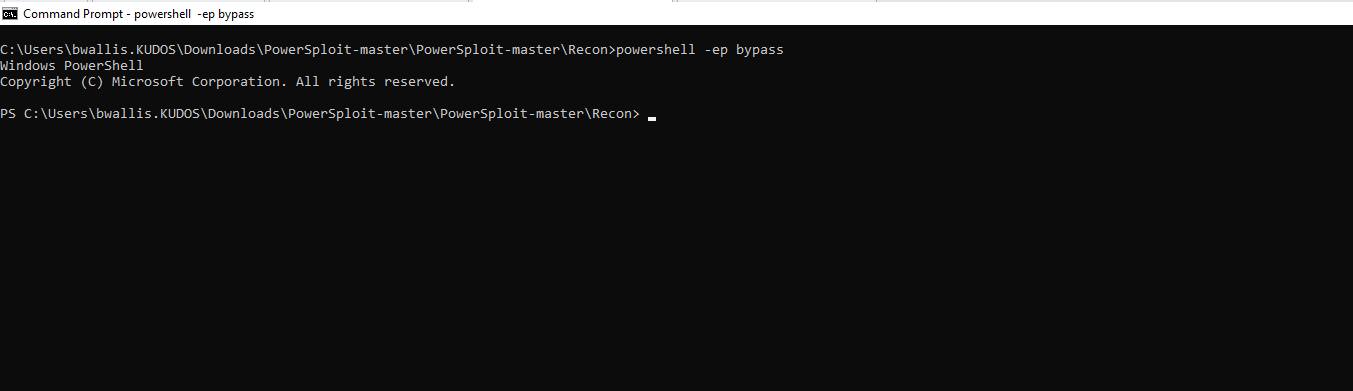 Command Prompt - powershell  -ep bypass
C:\Users\bwallis.KUDOS\Downloads\PowerSploit-master\PowerSploit-master\Recon>powershell -ep bypass
Windows PowerShell
Copyright (C) Microsoft Corporation. All rights reserved.
PS C:\Users\bwallis.KUDOS\Downloads\PowerSploit-master\PowerSploit-master\Recon>